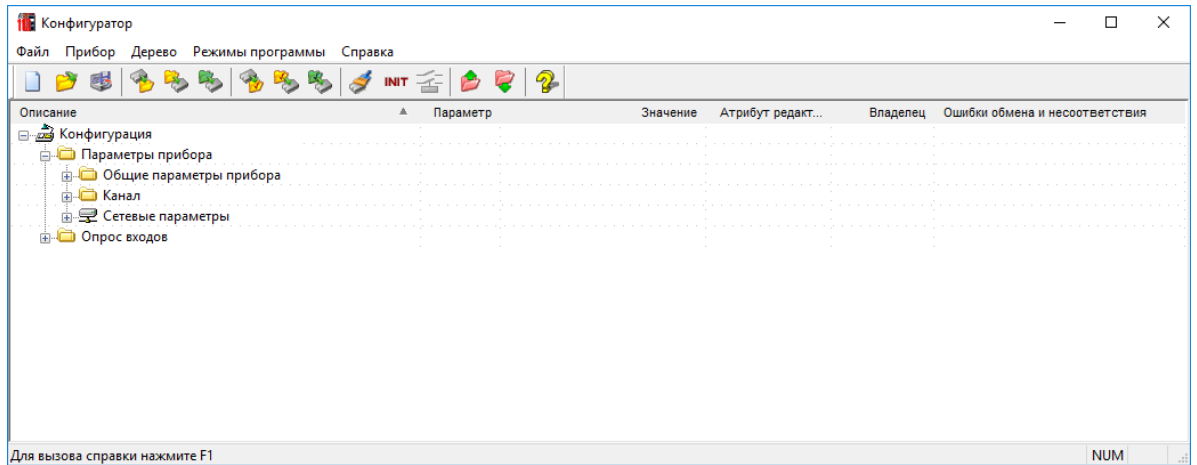 Конфигуратор
Файл Прибор Дерево Режимы программы Справка
INIT
Описание Параметр Значение Атрибут редакт... Владелец Ошибки обмена и несоответствия
Конфигурация
Параметры прибора
Общие параметры прибора
Канал
Сетевые параметры
Опрос входов
Для вызова справки нажмите F1 NUM